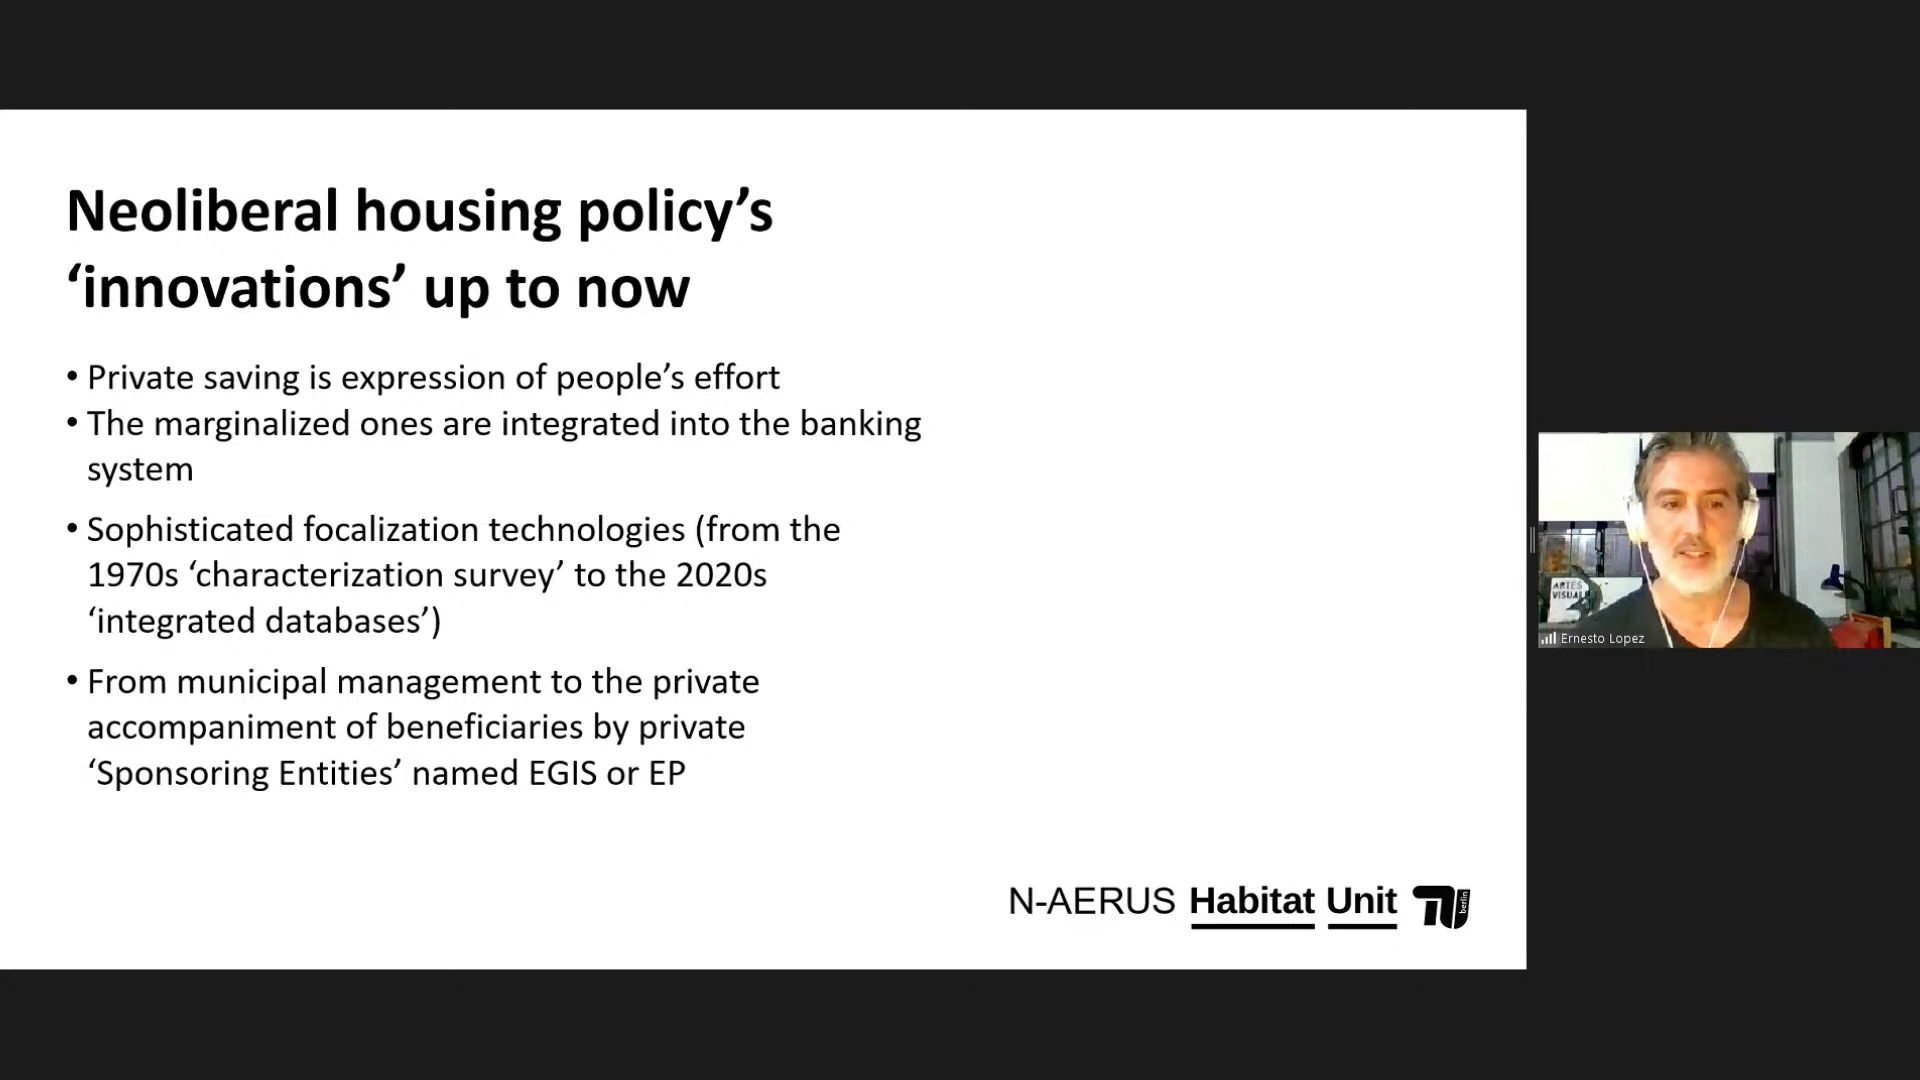 Neoliberal housing policy’s
‘innovations’ up to now
• Private saving is expression of people’s effort
• The marginalized ones are integrated into the banking
system
• Sophisticated focalization technologies (from the
1970s ‘characterization survey’ to the 2020s
‘integrated databases’)
• From municipal management to the private
accompaniment of beneficiaries by private
‘Sponsoring Entities’ named EGIS or EP
N-AERUS Habitat Unit
berlin
ARTES
VISUAL
Ernesto Lopez